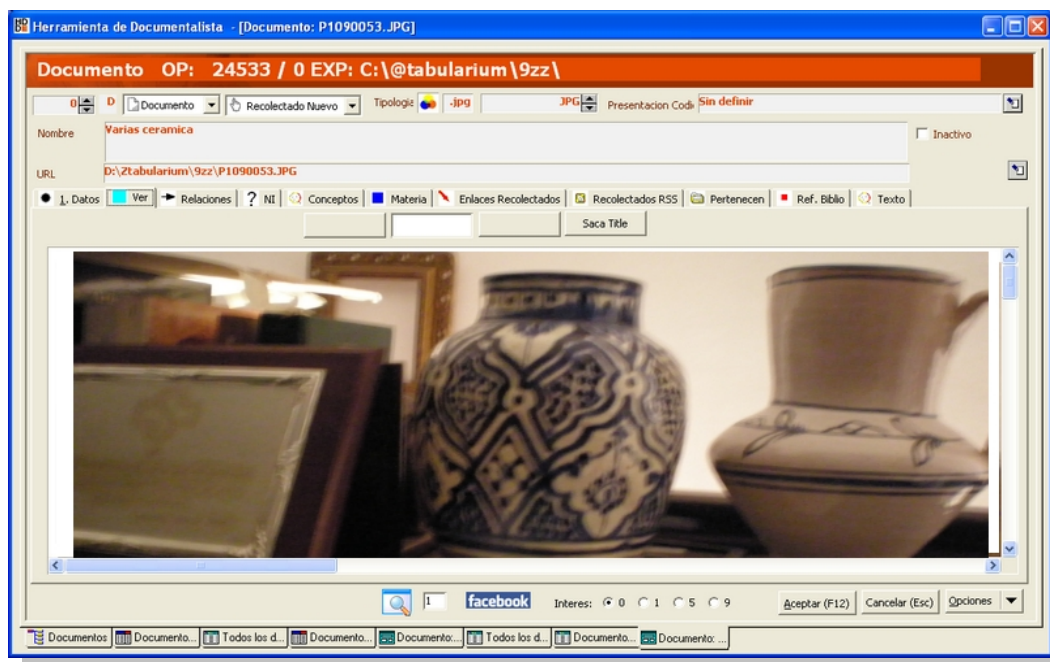 Herramienta de Documentalista - [Documento: P1090053.JPG]
Documento OP: 24533 / 0 EXP: C:\@tabularium\9zz\
0 D Documento Recolectado Nuevo Tipologia .jpg JPG Presentacion Codi Sin definir
Nombre Varias ceramica Inactivo
URL D:\Ztabularium\9zz\P1090053.JPG
1. Datos Ver Relaciones ? NI Conceptos Materia Enlaces Recolectados Recolectados RSS Pertenecen Ref. Biblio Texto
Saca Title
1 facebook Interes: 0 1 5 9 Aceptar (F12) Cancelar (Esc) Opciones
Documentos Documento... Todos los d... Documento... Documento:... Todos los d... Documento... Documento: ...